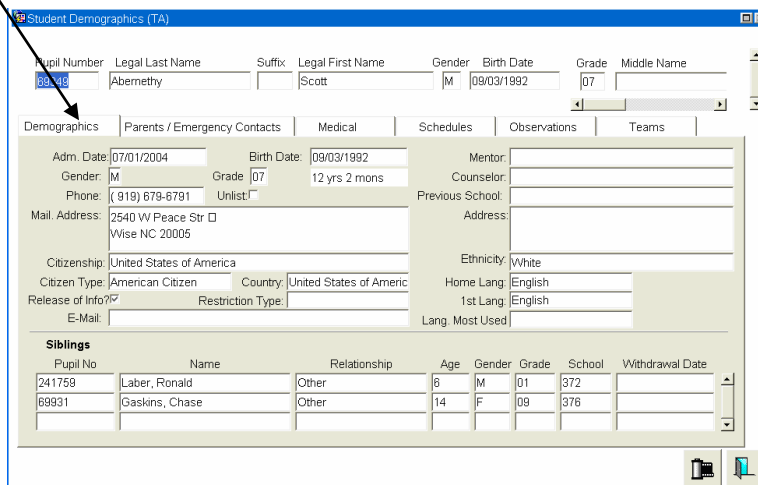 Student Demographics (TA)
Pupil Number Legal Last Name Suffix Legal First Name Gender Birth Date Grade Middle Name
69249 Abernethy Scott M 09/03/1992 07
Demographics Parents / Emergency Contacts Medical Schedules Observations Teams
Adm. Date: 07/01/2004 Birth Date: 09/03/1992 Mentor:
Gender: M Grade 07 12 yrs 2 mons Counselor:
Phone: ( 919) 679-6791 Unlist: Previous School:
Mail. Address: 2540 W Peace Str Address:
Wise NC 20005
Citizenship: United States of America Ethnicity: White
Citizen Type: American Citizen Country: United States of Americ Home Lang: English
Release of Info? Restriction Type: 1st Lang: English
E-Mail: Lang. Most Used
Siblings
Pupil No Name Relationship Age Gender Grade School Withdrawal Date
241759 Laber, Ronald Other 6 M 01 372
69931 Gaskins, Chase Other 14 F 09 376